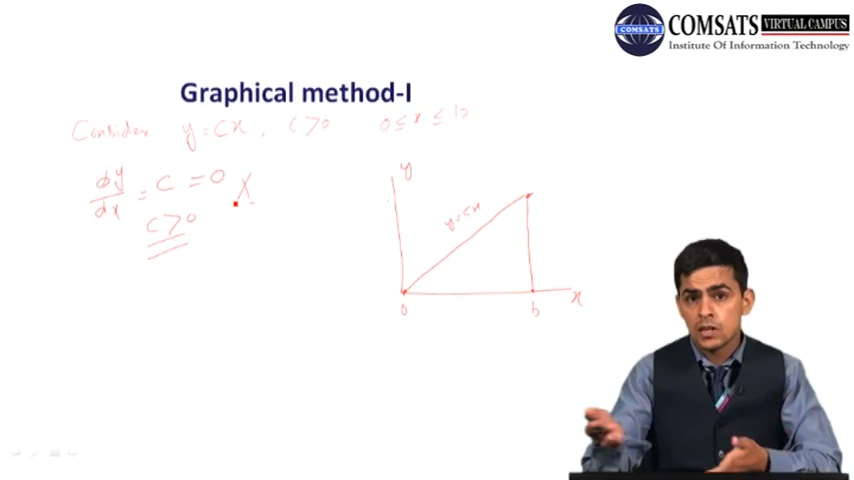 COMSATS
COMSATS VIRTUAL CAMPUS
Institute Of Information Technology
Graphical method-I
Consider y = cx, c > 0 0 ≤ x ≤ b
dy/dx = c = 0 X
c > 0
y
y = cx
0 b x